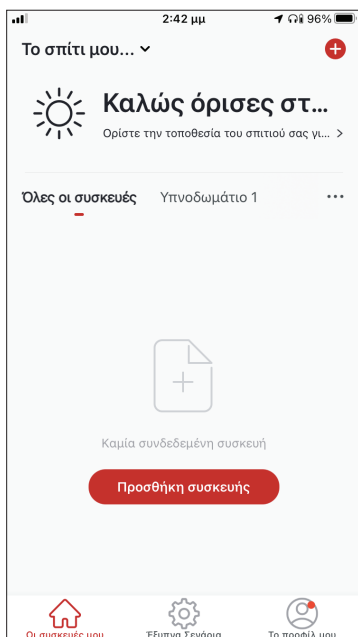 2:42 μμ
96%
Το σπίτι μου...
Καλώς όρισες στ...
Ορίστε την τοποθεσία του σπιτιού σας γι...
Όλες οι συσκευές
Υπνοδωμάτιο 1
Καμία συνδεδεμένη συσκευή
Προσθήκη συσκευής
Οι συσκευές μου
Έξυπνα Σενάρια
Το προφίλ μου